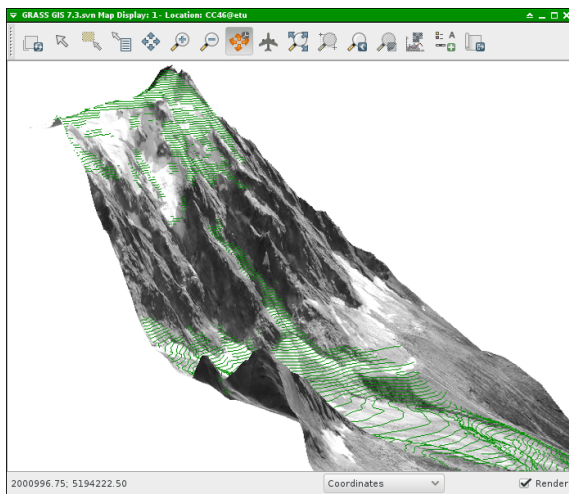 GRASS GIS 7.3.svn Map Display: 1 - Location: CC46@etu
2000996.75; 5194222.50
Coordinates
Render